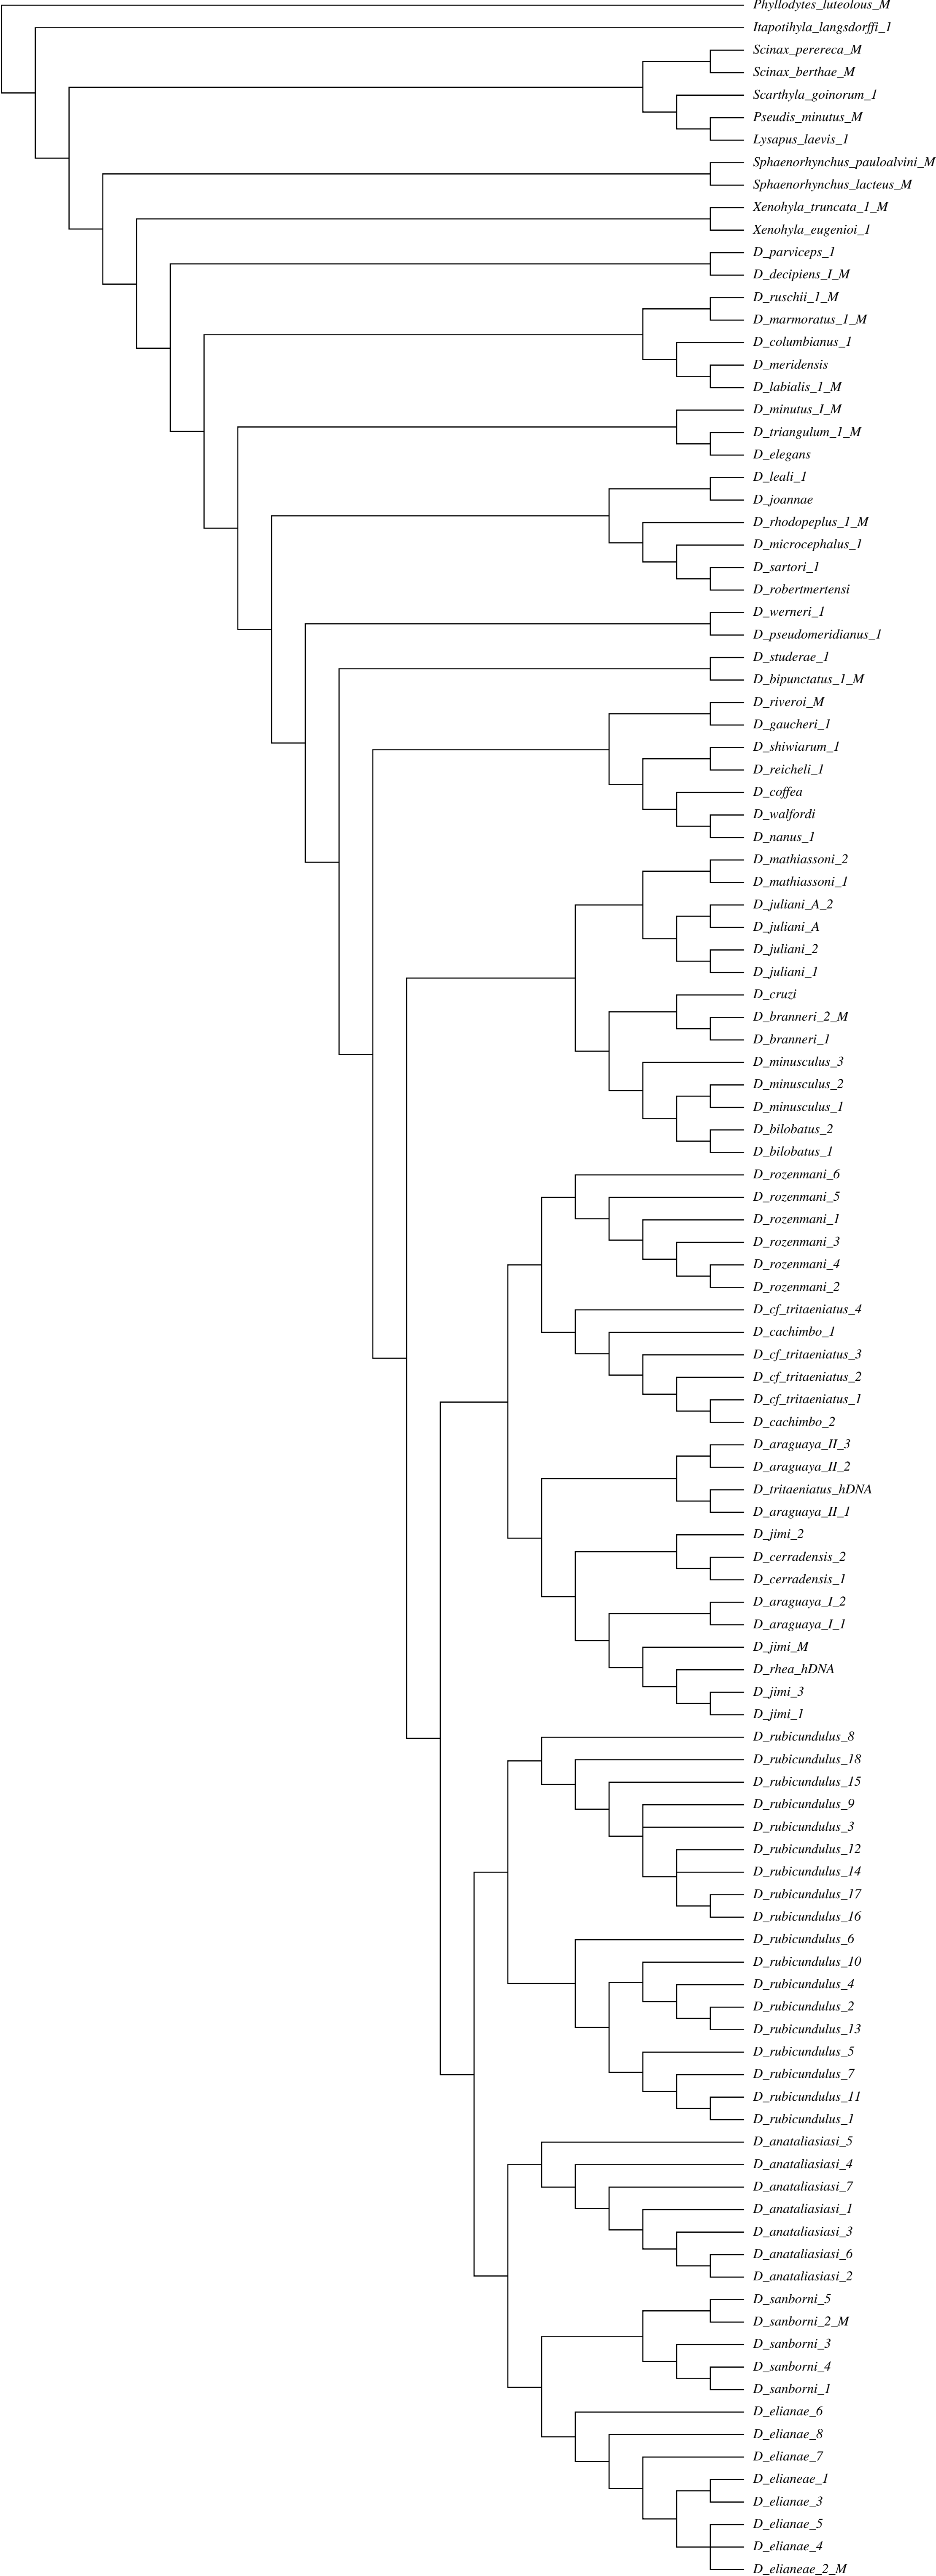 Phyllodytes_luteolous_M
Itapotihyla_langsdorffi_1
Scinax_perereca_M
Scinax_berthae_M
Scarthyla_goinorum_1
Pseudis_minutus_M
Lysapus_laevis_1
Sphaenorhynchus_pauloalvini_M
Sphaenorhynchus_lacteus_M
Xenohyla_truncata_1_M
Xenohyla_eugenioi_1
D_parviceps_1
D_decipiens_I_M
D_ruschii_1_M
D_marmoratus_1_M
D_columbianus_1
D_meridensis
D_labialis_1_M
D_minutus_I_M
D_triangulum_1_M
D_elegans
D_leali_1
D_joannae
D_rhodopeplus_1_M
D_microcephalus_1
D_sartori_1
D_robertmertensi
D_werneri_1
D_pseudomeridianus_1
D_studerae_1
D_bipunctatus_1_M
D_riveroi_M
D_gaucheri_1
D_shiwiarum_1
D_reicheli_1
D_coffea
D_walfordi
D_nanus_1
D_mathiassoni_2
D_mathiassoni_1
D_juliani_A_2
D_juliani_A
D_juliani_2
D_juliani_1
D_cruzi
D_branneri_2_M
D_branneri_1
D_minusculus_3
D_minusculus_2
D_minusculus_1
D_bilobatus_2
D_bilobatus_1
D_rozenmani_6
D_rozenmani_5
D_rozenmani_1
D_rozenmani_3
D_rozenmani_4
D_rozenmani_2
D_cf_tritaeniatus_4
D_cachimbo_1
D_cf_tritaeniatus_3
D_cf_tritaeniatus_2
D_cf_tritaeniatus_1
D_cachimbo_2
D_araguaya_II_3
D_araguaya_II_2
D_tritaeniatus_hDNA
D_araguaya_II_1
D_jimi_2
D_cerradensis_2
D_cerradensis_1
D_araguaya_I_2
D_araguaya_I_1
D_jimi_M
D_rhea_hDNA
D_jimi_3
D_jimi_1
D_rubicundulus_8
D_rubicundulus_18
D_rubicundulus_15
D_rubicundulus_9
D_rubicundulus_3
D_rubicundulus_12
D_rubicundulus_14
D_rubicundulus_17
D_rubicundulus_16
D_rubicundulus_6
D_rubicundulus_10
D_rubicundulus_4
D_rubicundulus_2
D_rubicundulus_13
D_rubicundulus_5
D_rubicundulus_7
D_rubicundulus_11
D_rubicundulus_1
D_anataliasiasi_5
D_anataliasiasi_4
D_anataliasiasi_7
D_anataliasiasi_1
D_anataliasiasi_3
D_anataliasiasi_6
D_anataliasiasi_2
D_sanborni_5
D_sanborni_2_M
D_sanborni_3
D_sanborni_4
D_sanborni_1
D_elianae_6
D_elianae_8
D_elianae_7
D_elianeae_1
D_elianae_3
D_elianae_5
D_elianae_4
D_elianeae_2_M